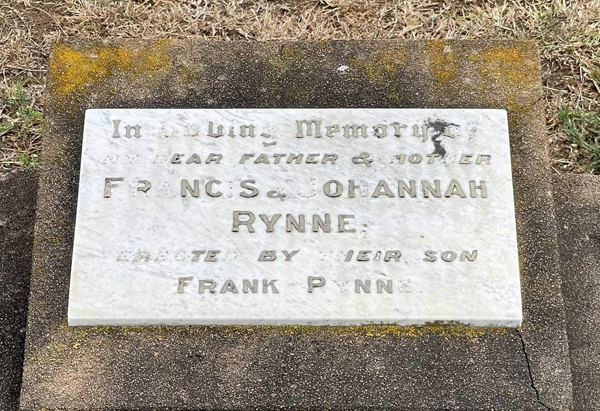 In Loving Memory of
MY DEAR FATHER & MOTHER
FRANCIS & JOHANNAH
RYNNE.
ERECTED BY THEIR SON
FRANK RYNNE.